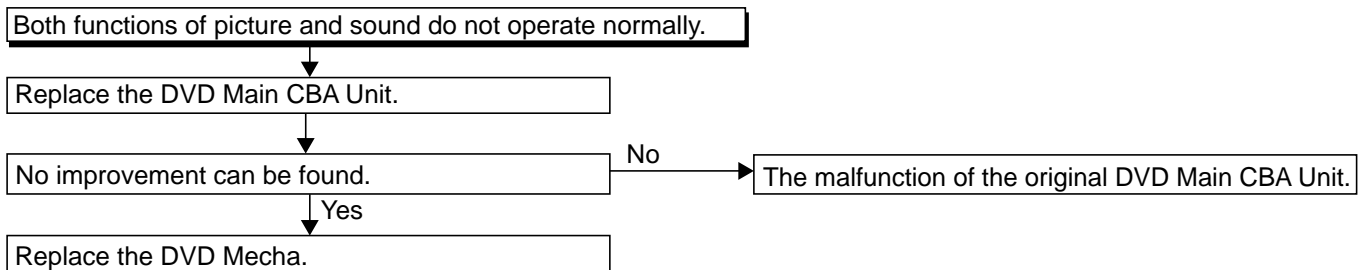 Both functions of picture and sound do not operate normally.
Replace the DVD Main CBA Unit.
No improvement can be found.
No
The malfunction of the original DVD Main CBA Unit.
Yes
Replace the DVD Mecha.